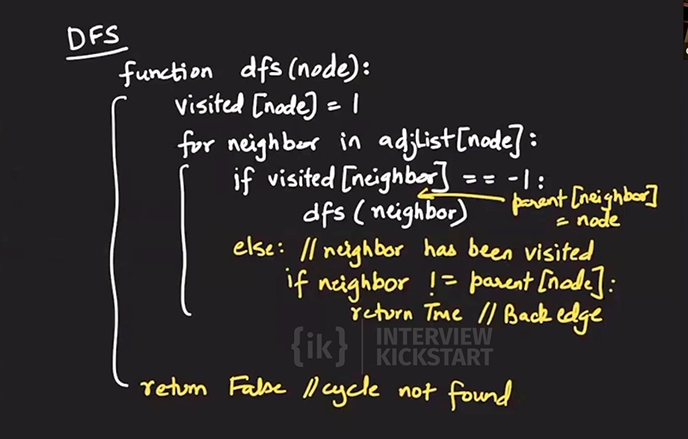 DFS
function dfs(node):
visited[node] = 1
for neighbor in adjList[node]:
if visited[neighbor] == -1:
parent[neighbor]
= node
dfs(neighbor)
else: // neighbor has been visited
if neighbor != parent[node]:
return True // Back edge
{ik} INTERVIEW
KICKSTART
return False // cycle not found